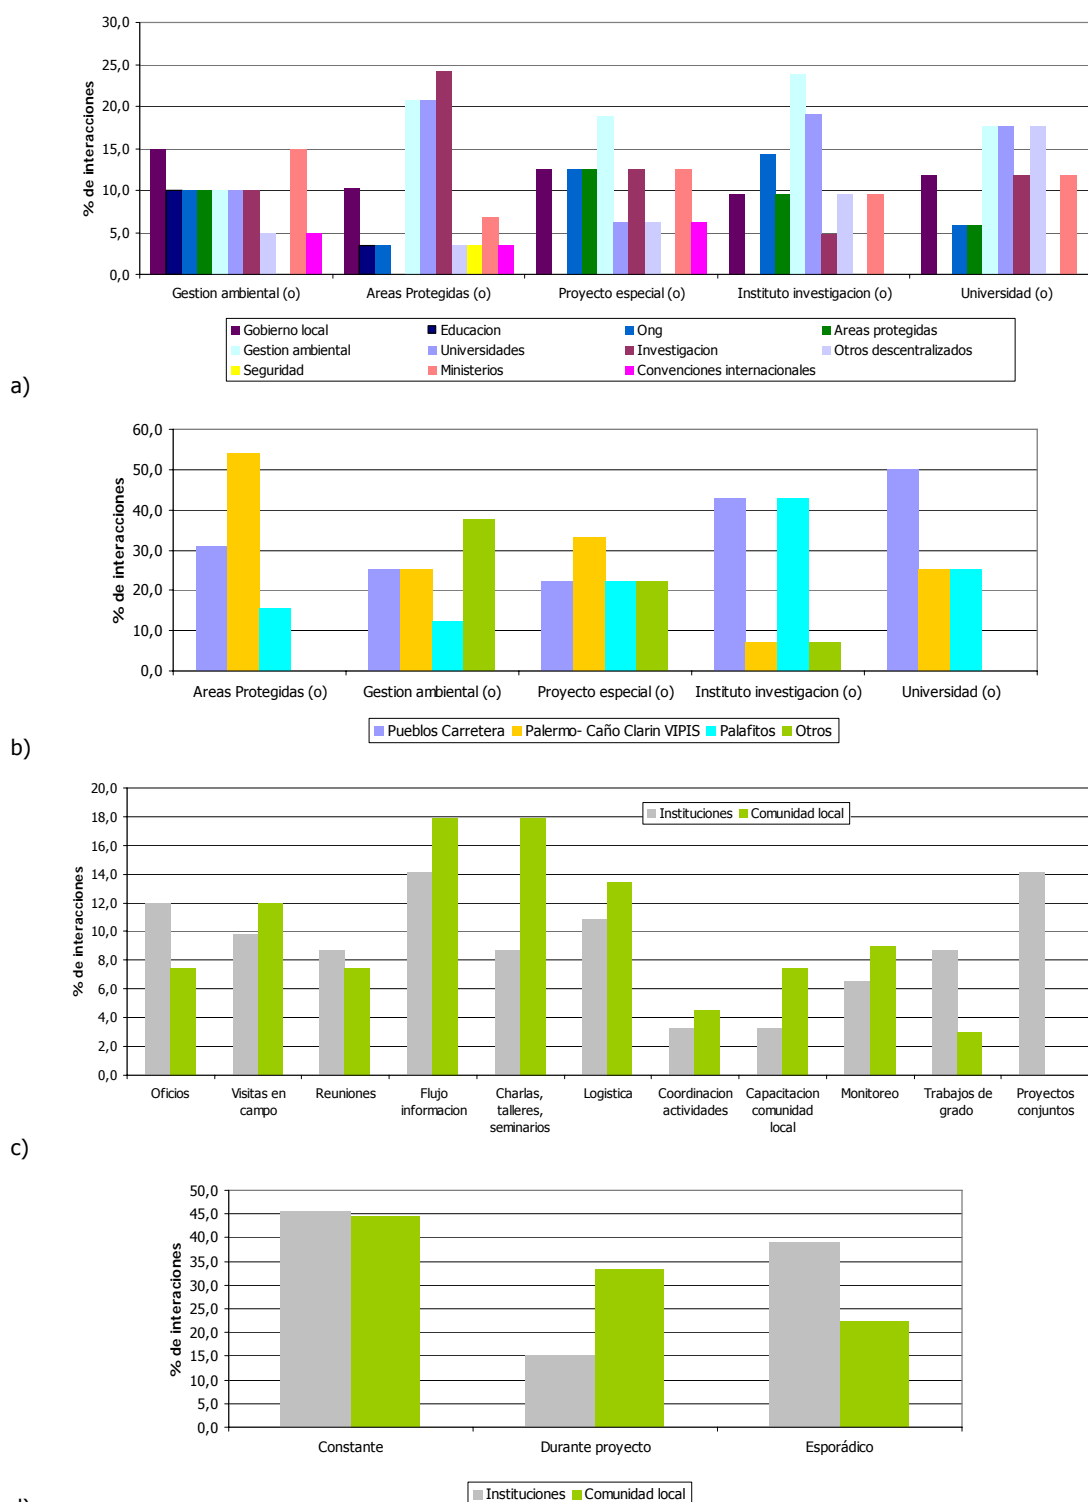 30,0
25,0
20,0
15,0
10,0
5,0
0,0
% de interacciones
Gestion ambiental (o) Areas Protegidas (o) Proyecto especial (o) Instituto investigacion (o) Universidad (o)
Gobierno local Educacion Ong Areas protegidas
Gestion ambiental Universidades Investigacion Otros descentralizados
Seguridad Ministerios Convenciones internacionales
a)
60,0
50,0
40,0
30,0
20,0
10,0
0,0
% de interacciones
Areas Protegidas (o) Gestion ambiental (o) Proyecto especial (o) Instituto investigacion (o) Universidad (o)
Pueblos Carretera Palermo- Caño Clarin VIPIS Palafitos Otros
b)
20,0
18,0
16,0
14,0
12,0
10,0
8,0
6,0
4,0
2,0
0,0
% de interacciones
Instituciones Comunidad local
Oficios Visitas en Reuniones Flujo Charlas, Logistica Coordinacion Capacitacion Monitoreo Trabajos de Proyectos
campo informacion talleres, actividades comunidad grado conjuntos
seminarios local
c)
50,0
45,0
40,0
35,0
30,0
25,0
20,0
15,0
10,0
5,0
0,0
% de interaciones
Constante Durante proyecto Esporádico
Instituciones Comunidad local